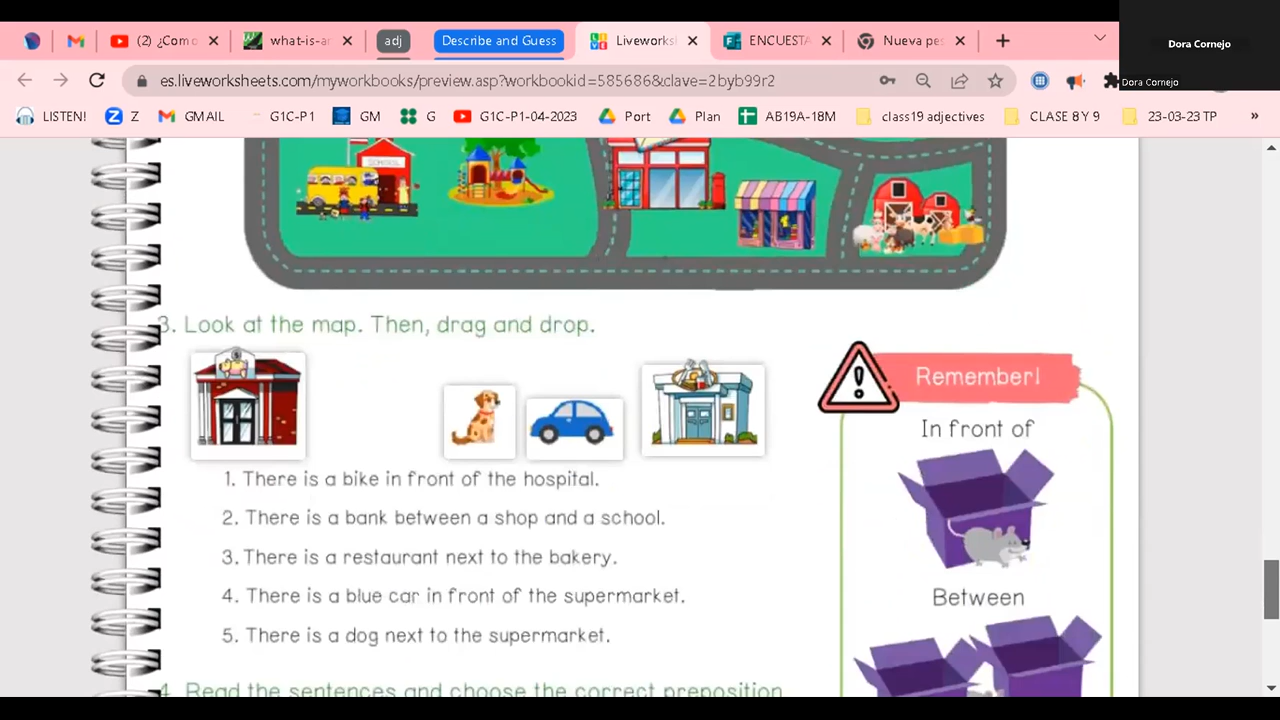 (2) ¿Com o
what-is-ar
adj
Describe and Guess
Livework
ENCUESTA
Nueva pes
Dora Cornejo
Dora Cornejo
es.liveworksheets.com/myworkbooks/preview.asp?workbookid=585686&clave=2byb99r2
LISTEN!
Z
GMAIL
G1C-P1
GM
G
G1C-P1-04-2023
Port
Plan
AB19A-18M
class19 adjectives
CLASE 8 Y 9
23-03-23 TP
»
SCHOOL
3. Look at the map. Then, drag and drop.
Remember!
In front of
1. There is a bike in front of the hospital.
2. There is a bank between a shop and a school.
3. There is a restaurant next to the bakery.
4. There is a blue car in front of the supermarket.
5. There is a dog next to the supermarket.
Between
4. Read the sentences and choose the correct preposition